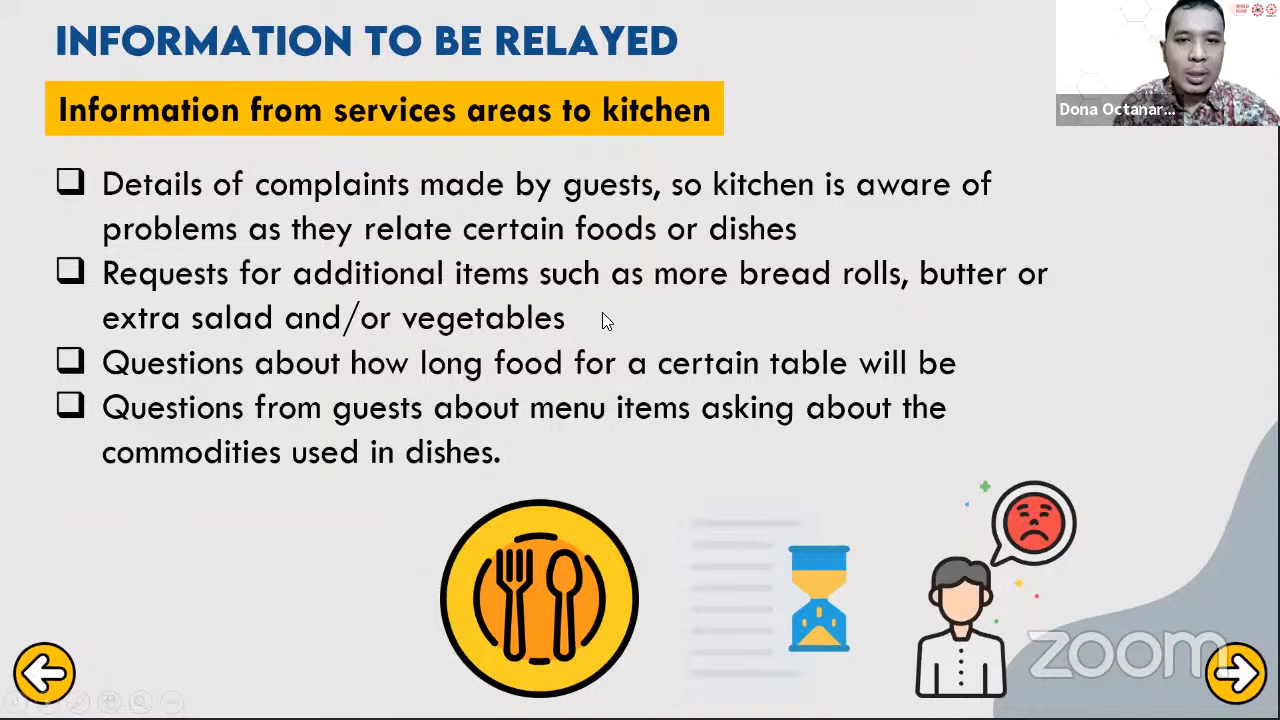 INFORMATION TO BE RELAYED
Information from services areas to kitchen
Dona Octanar...
Details of complaints made by guests, so kitchen is aware of
problems as they relate certain foods or dishes
Requests for additional items such as more bread rolls, butter or
extra salad and/or vegetables
Questions about how long food for a certain table will be
Questions from guests about menu items asking about the
commodities used in dishes.
zoom